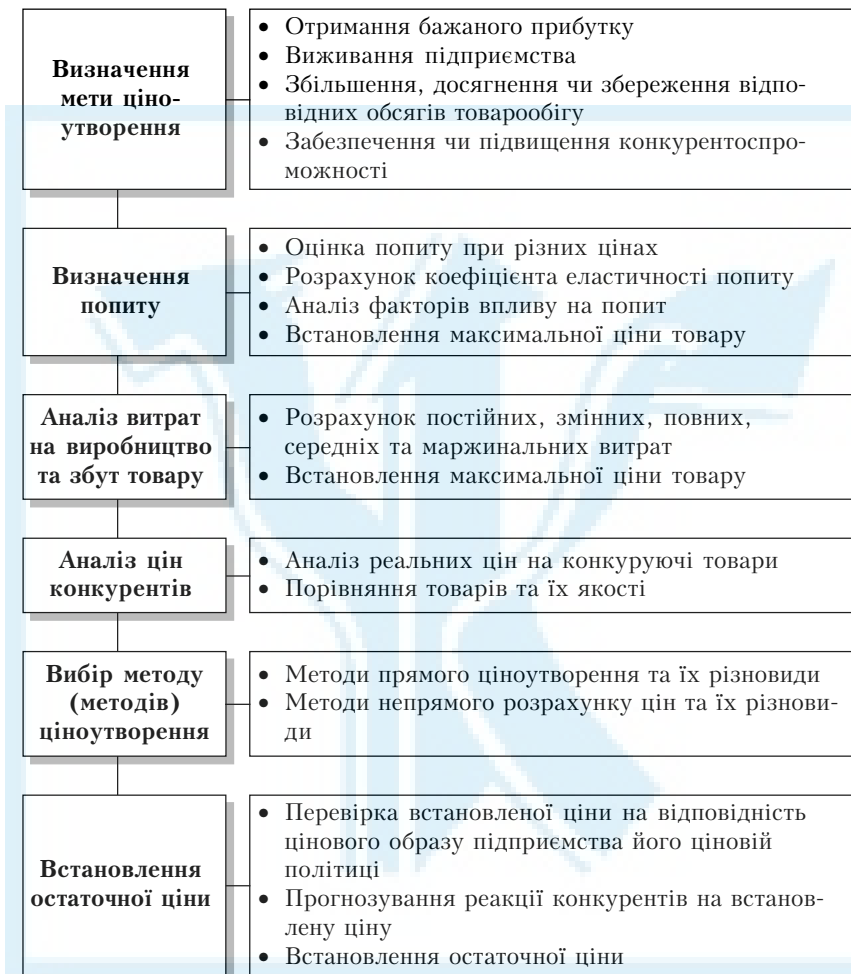 Визначення
мети ціно-
утворення
• Отримання бажаного прибутку
• Виживання підприємства
• Збільшення, досягнення чи збереження відпо-
відних обсягів товарообігу
• Забезпечення чи підвищення конкурентоспро-
можності
Визначення
попиту
• Оцінка попиту при різних цінах
• Розрахунок коефіцієнта еластичності попиту
• Аналіз факторів впливу на попит
• Встановлення максимальної ціни товару
Аналіз витрат
на виробництво
та збут товару
• Розрахунок постійних, змінних, повних,
середніх та маржинальних витрат
• Встановлення максимальної ціни товару
Аналіз цін
конкурентів
• Аналіз реальних цін на конкуруючі товари
• Порівняння товарів та їх якості
Вибір методу
(методів)
ціноутворення
• Методи прямого ціноутворення та їх різновиди
• Методи непрямого розрахунку цін та їх різнови-
ди
Встановлення
остаточної ціни
• Перевірка встановленої ціни на відповідність
цінового образу підприємства його ціновій
політиці
• Прогнозування реакції конкурентів на встанов-
лену ціну
• Встановлення остаточної ціни